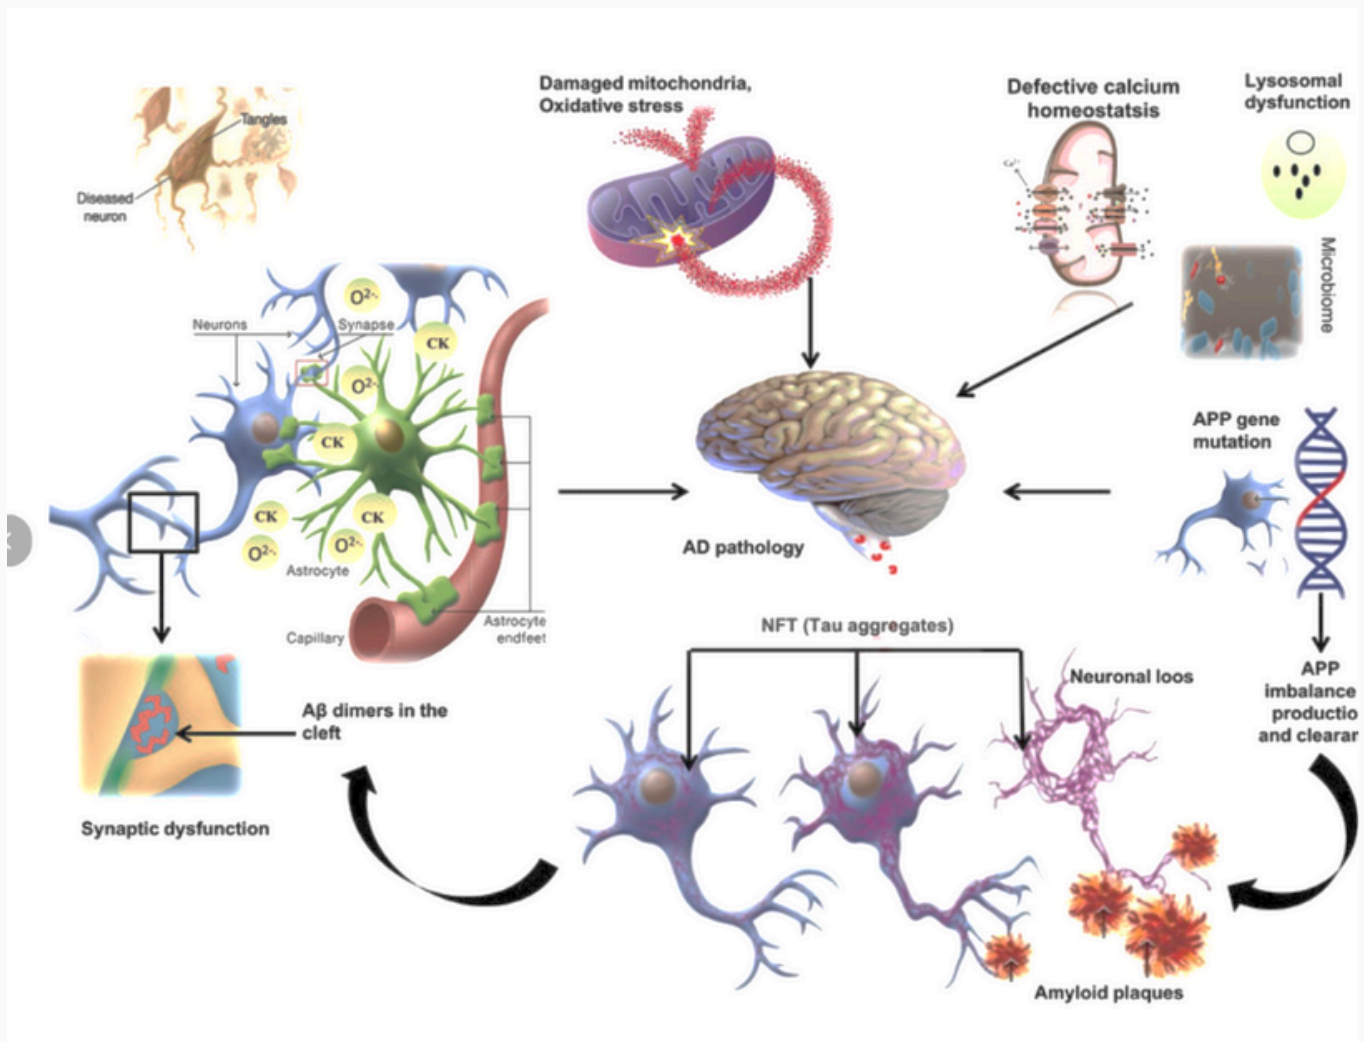 Damaged mitochondria,
Oxidative stress
Defective calcium
homeostatsis
Lysosomal
dysfunction
Tangles
Diseased
neuron
Ca²⁺
Microbiome
O²⁻·
Neurons
Synapse
CK
O²⁻·
CK
APP gene
mutation
CK
CK
O²⁻·
O²⁻·
Astrocyte
AD pathology
Capillary
Astrocyte
endfeet
NFT (Tau aggregates)
Neuronal loos
APP
imbalance
productio
and clearar
Aβ dimers in the
cleft
Synaptic dysfunction
Amyloid plaques